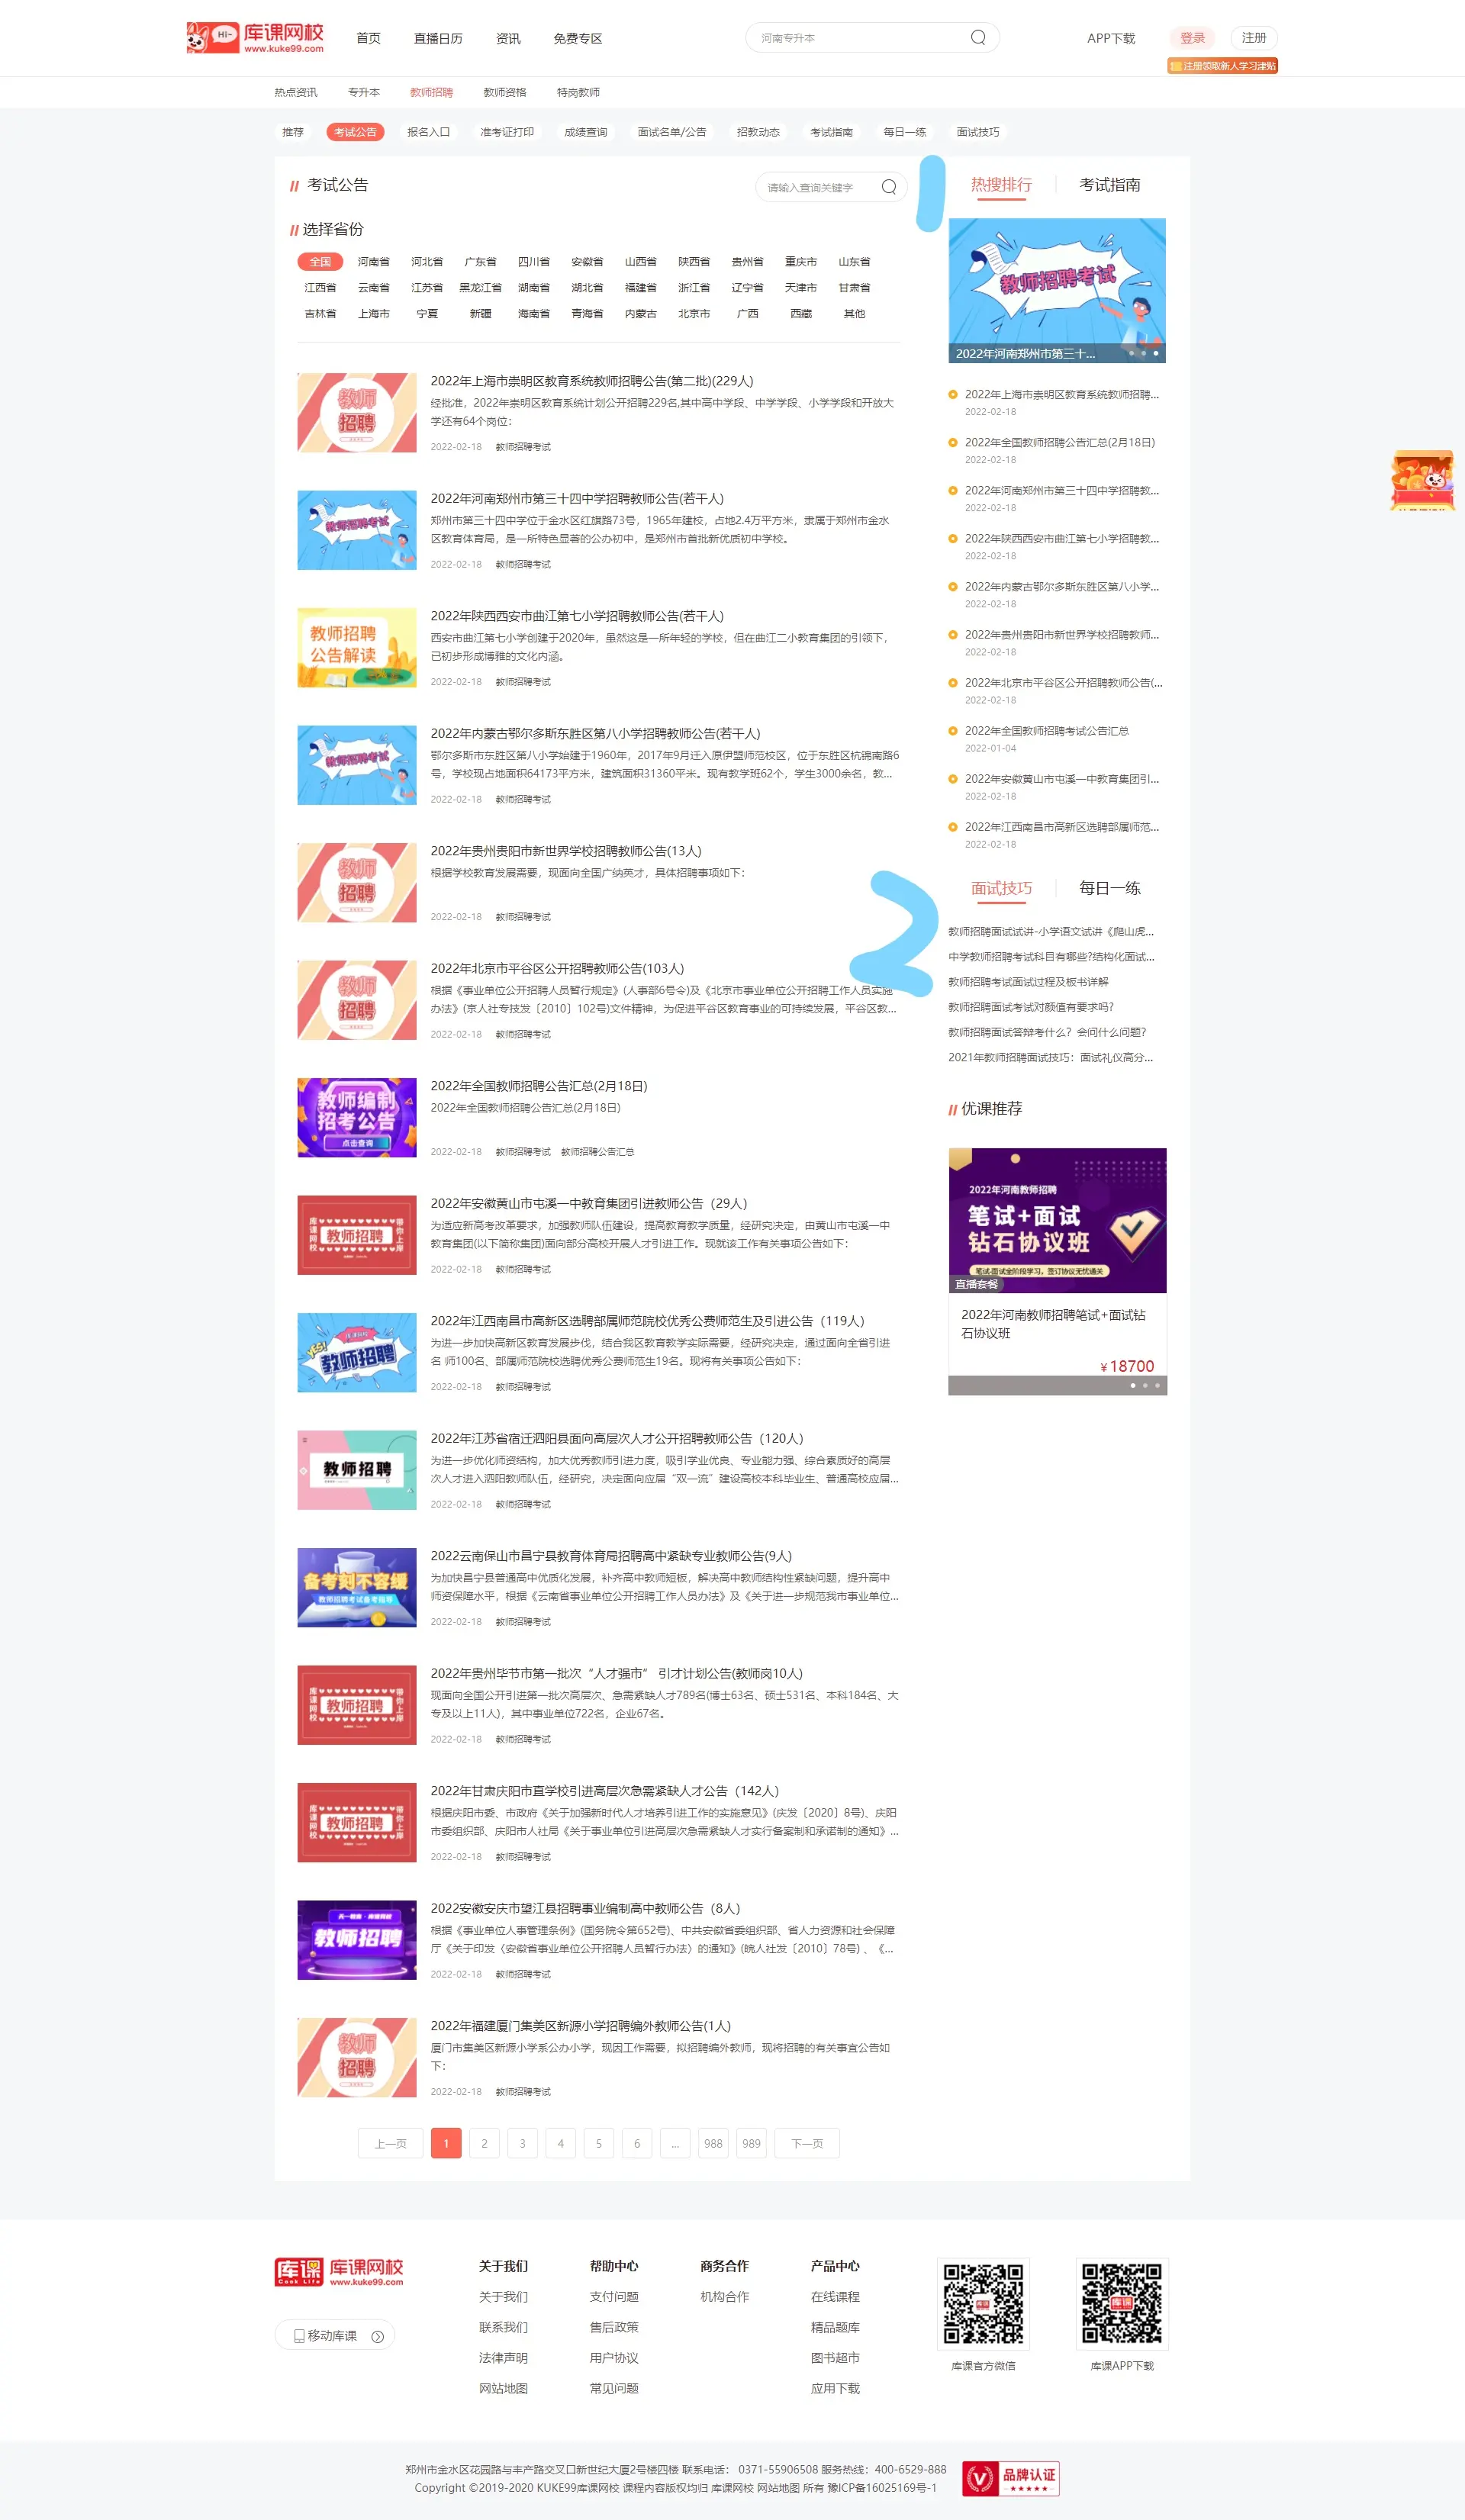 Hi~
库课网校
www.kuke99.com
首页
直播日历
资讯
免费专区
河南专升本
APP下载
登录
注册
注册领取新人学习津贴
热点资讯
专升本
教师招聘
教师资格
特岗教师
推荐
考试公告
报名入口
准考证打印
成绩查询
面试名单/公告
招教动态
考试指南
每日一练
面试技巧
考试公告
请输入查询关键字
选择省份
全国 河南省 河北省 广东省 四川省 安徽省 山西省 陕西省 贵州省 重庆市 山东省
江西省 云南省 江苏省 黑龙江省 湖南省 湖北省 福建省 浙江省 辽宁省 天津市 甘肃省
吉林省 上海市 宁夏 新疆 海南省 青海省 内蒙古 北京市 广西 西藏 其他
教师
招聘
2022年上海市崇明区教育系统教师招聘公告(第二批)(229人)
经批准，2022年崇明区教育系统计划公开招聘229名,其中高中学段、中学学段、小学学段和开放大
学还有64个岗位：
2022-02-18 教师招聘考试
教师招聘考试
2022年河南郑州市第三十四中学招聘教师公告(若干人)
郑州市第三十四中学位于金水区红旗路73号，1965年建校，占地2.4万平方米，隶属于郑州市金水
区教育体育局，是一所特色显著的公办初中，是郑州市首批新优质初中学校。
2022-02-18 教师招聘考试
教师招聘
公告解读
2022年陕西西安市曲江第七小学招聘教师公告(若干人)
西安市曲江第七小学创建于2020年，虽然这是一所年轻的学校，但在曲江二小教育集团的引领下，
已初步形成博雅的文化内涵。
2022-02-18 教师招聘考试
教师招聘考试
2022年内蒙古鄂尔多斯东胜区第八小学招聘教师公告(若干人)
鄂尔多斯市东胜区第八小学始建于1960年，2017年9月迁入原伊盟师范校区，位于东胜区杭锦南路6
号，学校现占地面积64173平方米，建筑面积31360平米。现有教学班62个，学生3000余名，教...
2022-02-18 教师招聘考试
教师
招聘
2022年贵州贵阳市新世界学校招聘教师公告(13人)
根据学校教育发展需要，现面向全国广纳英才，具体招聘事项如下：
2022-02-18 教师招聘考试
教师
招聘
2022年北京市平谷区公开招聘教师公告(103人)
根据《事业单位公开招聘人员暂行规定》(人事部6号令)及《北京市事业单位公开招聘工作人员实施
办法》(京人社专技发〔2010〕102号)文件精神，为促进平谷区教育事业的可持续发展，平谷区教...
2022-02-18 教师招聘考试
教师编制
招考公告
点击查询
2022年全国教师招聘公告汇总(2月18日)
2022年全国教师招聘公告汇总(2月18日)
2022-02-18 教师招聘考试 教师招聘公告汇总
库课网校
教师招聘
带你上岸
2022年安徽黄山市屯溪一中教育集团引进教师公告（29人）
为适应新高考改革要求，加强教师队伍建设，提高教育教学质量，经研究决定，由黄山市屯溪一中
教育集团(以下简称集团)面向部分高校开展人才引进工作。现就该工作有关事项公告如下：
2022-02-18 教师招聘考试
YES!
教师招聘
2022年江西南昌市高新区选聘部属师范院校优秀公费师范生及引进公告（119人）
为进一步加快高新区教育发展步伐，结合我区教育教学实际需要，经研究决定，通过面向全省引进
名 师100名、部属师范院校选聘优秀公费师范生19名。现将有关事项公告如下：
2022-02-18 教师招聘考试
教师招聘
2022年江苏省宿迁泗阳县面向高层次人才公开招聘教师公告（120人）
为进一步优化师资结构，加大优秀教师引进力度，吸引学业优良、专业能力强、综合素质好的高层
次人才进入泗阳教师队伍，经研究，决定面向应届“双一流”建设高校本科毕业生、普通高校应届...
2022-02-18 教师招聘考试
备考刻不容缓
教师招聘考试备考指导
2022云南保山市昌宁县教育体育局招聘高中紧缺专业教师公告(9人)
为加快昌宁县普通高中优质化发展，补齐高中教师短板，解决高中教师结构性紧缺问题，提升高中
师资保障水平，根据《云南省事业单位公开招聘工作人员办法》及《关于进一步规范我市事业单位...
2022-02-18 教师招聘考试
库课网校
教师招聘
带你上岸
2022年贵州毕节市第一批次“人才强市” 引才计划公告(教师岗10人)
现面向全国公开引进第一批次高层次、急需紧缺人才789名(博士63名、硕士531名、本科184名、大
专及以上11人)，其中事业单位722名，企业67名。
2022-02-18 教师招聘考试
库课网校
教师招聘
带你上岸
2022年甘肃庆阳市直学校引进高层次急需紧缺人才公告（142人）
根据庆阳市委、市政府《关于加强新时代人才培养引进工作的实施意见》(庆发〔2020〕8号)、庆阳
市委组织部、庆阳市人社局《关于事业单位引进高层次急需紧缺人才实行备案制和承诺制的通知》...
2022-02-18 教师招聘考试
教师招聘
2022安徽安庆市望江县招聘事业编制高中教师公告（8人）
根据《事业单位人事管理条例》(国务院令第652号)、中共安徽省委组织部、省人力资源和社会保障
厅《关于印发〈安徽省事业单位公开招聘人员暂行办法〉的通知》(皖人社发〔2010〕78号) 、《...
2022-02-18 教师招聘考试
教师
招聘
2022年福建厦门集美区新源小学招聘编外教师公告(1人)
厦门市集美区新源小学系公办小学，现因工作需要，拟招聘编外教师，现将招聘的有关事宜公告如
下：
2022-02-18 教师招聘考试
上一页 1 2 3 4 5 6 ... 988 989 下一页
1
热搜排行
考试指南
教师招聘考试
2022年河南郑州市第三十...
2022年上海市崇明区教育系统教师招聘...
2022-02-18
2022年全国教师招聘公告汇总(2月18日)
2022-02-18
2022年河南郑州市第三十四中学招聘教...
2022-02-18
2022年陕西西安市曲江第七小学招聘教...
2022-02-18
2022年内蒙古鄂尔多斯东胜区第八小学...
2022-02-18
2022年贵州贵阳市新世界学校招聘教师...
2022-02-18
2022年北京市平谷区公开招聘教师公告(...
2022-02-18
2022年全国教师招聘考试公告汇总
2022-01-04
2022年安徽黄山市屯溪一中教育集团引...
2022-02-18
2022年江西南昌市高新区选聘部属师范...
2022-02-18
2
面试技巧
每日一练
教师招聘面试试讲-小学语文试讲《爬山虎...
中学教师招聘考试科目有哪些?结构化面试...
教师招聘考试面试过程及板书详解
教师招聘面试考试对颜值有要求吗?
教师招聘面试答辩考什么？会问什么问题?
2021年教师招聘面试技巧：面试礼仪高分...
优课推荐
2022年河南教师招聘
笔试+面试
钻石协议班
笔试-面试全阶段学习，签订协议无忧通关
直播套餐
2022年河南教师招聘笔试+面试钻
石协议班
¥ 18700
库课
Cook Life
库课网校
www.kuke99.com
移动库课
关于我们
关于我们
联系我们
法律声明
网站地图
帮助中心
支付问题
售后政策
用户协议
常见问题
商务合作
机构合作
产品中心
在线课程
精品题库
图书超市
应用下载
库课官方微信
库课APP下载
郑州市金水区花园路与丰产路交叉口新世纪大厦2号楼四楼 联系电话： 0371-55906508 服务热线：400-6529-888
Copyright ©2019-2020 KUKE99库课网校 课程内容版权均归 库课网校 网站地图 所有 豫ICP备16025169号-1
品牌认证